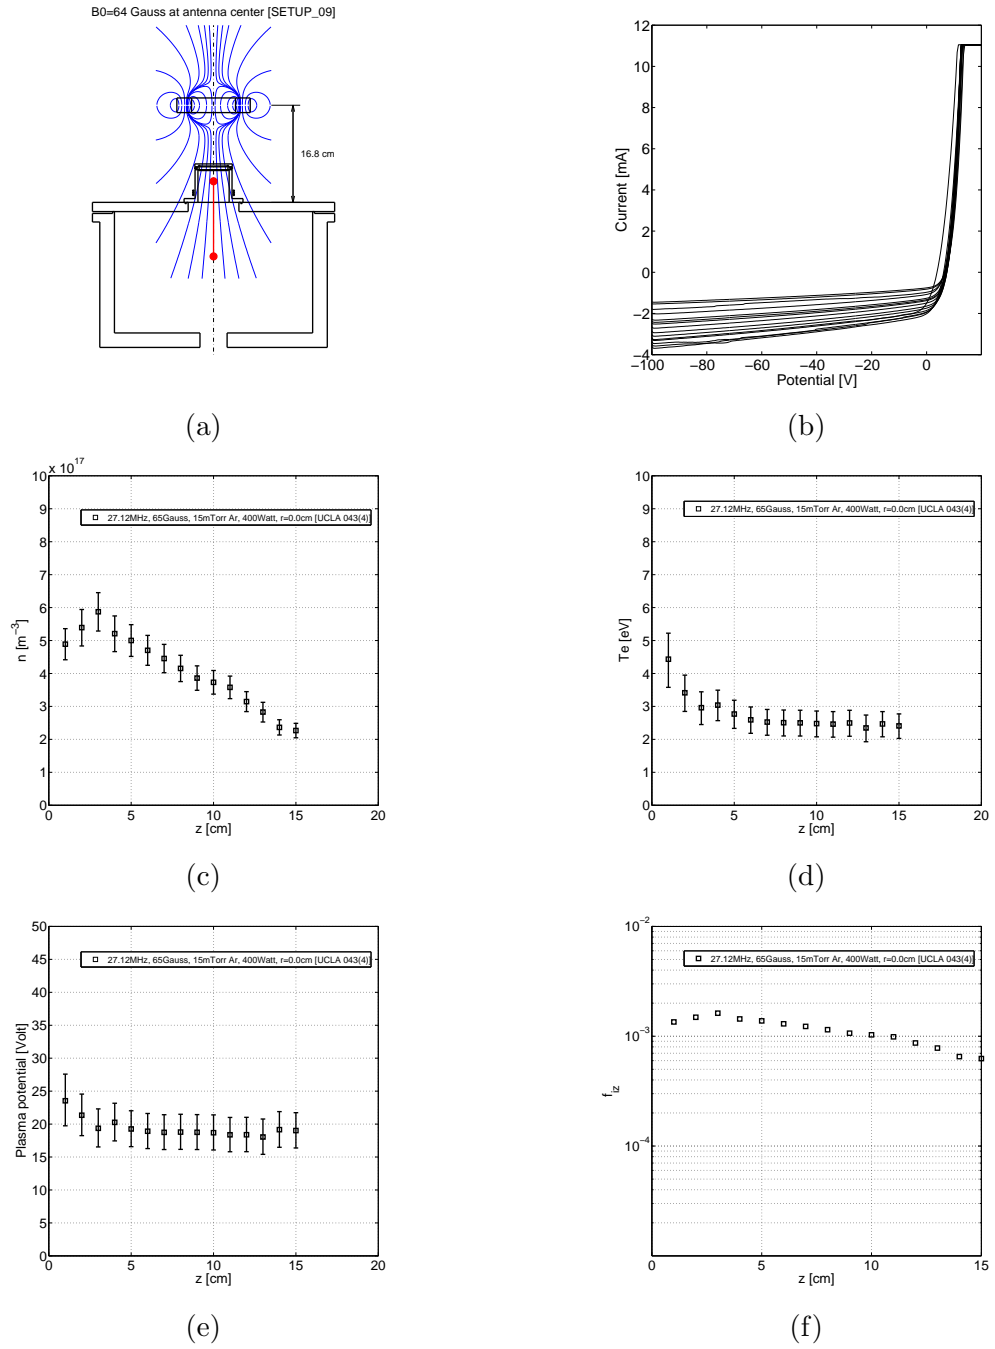 B0=64 Gauss at antenna center [SETUP_09]
16.8 cm
(a)
12
10
8
6
4
2
0
−2
−4
Current [mA]
−100 −80 −60 −40 −20 0
Potential [V]
(b)
x 10^17
10
9
8
7
6
5
4
3
2
1
0
n [m^−3]
27.12MHz, 65Gauss, 15mTorr Ar, 400Watt, r=0.0cm [UCLA 043(4)]
0 5 10 15 20
z [cm]
(c)
10
9
8
7
6
5
4
3
2
1
0
Te [eV]
27.12MHz, 65Gauss, 15mTorr Ar, 400Watt, r=0.0cm [UCLA 043(4)]
0 5 10 15 20
z [cm]
(d)
50
45
40
35
30
25
20
15
10
5
0
Plasma potential [Volt]
27.12MHz, 65Gauss, 15mTorr Ar, 400Watt, r=0.0cm [UCLA 043(4)]
0 5 10 15 20
z [cm]
(e)
10^−2
10^−3
10^−4
f_iz
27.12MHz, 65Gauss, 15mTorr Ar, 400Watt, r=0.0cm [UCLA 043(4)]
0 5 10 15
z [cm]
(f)